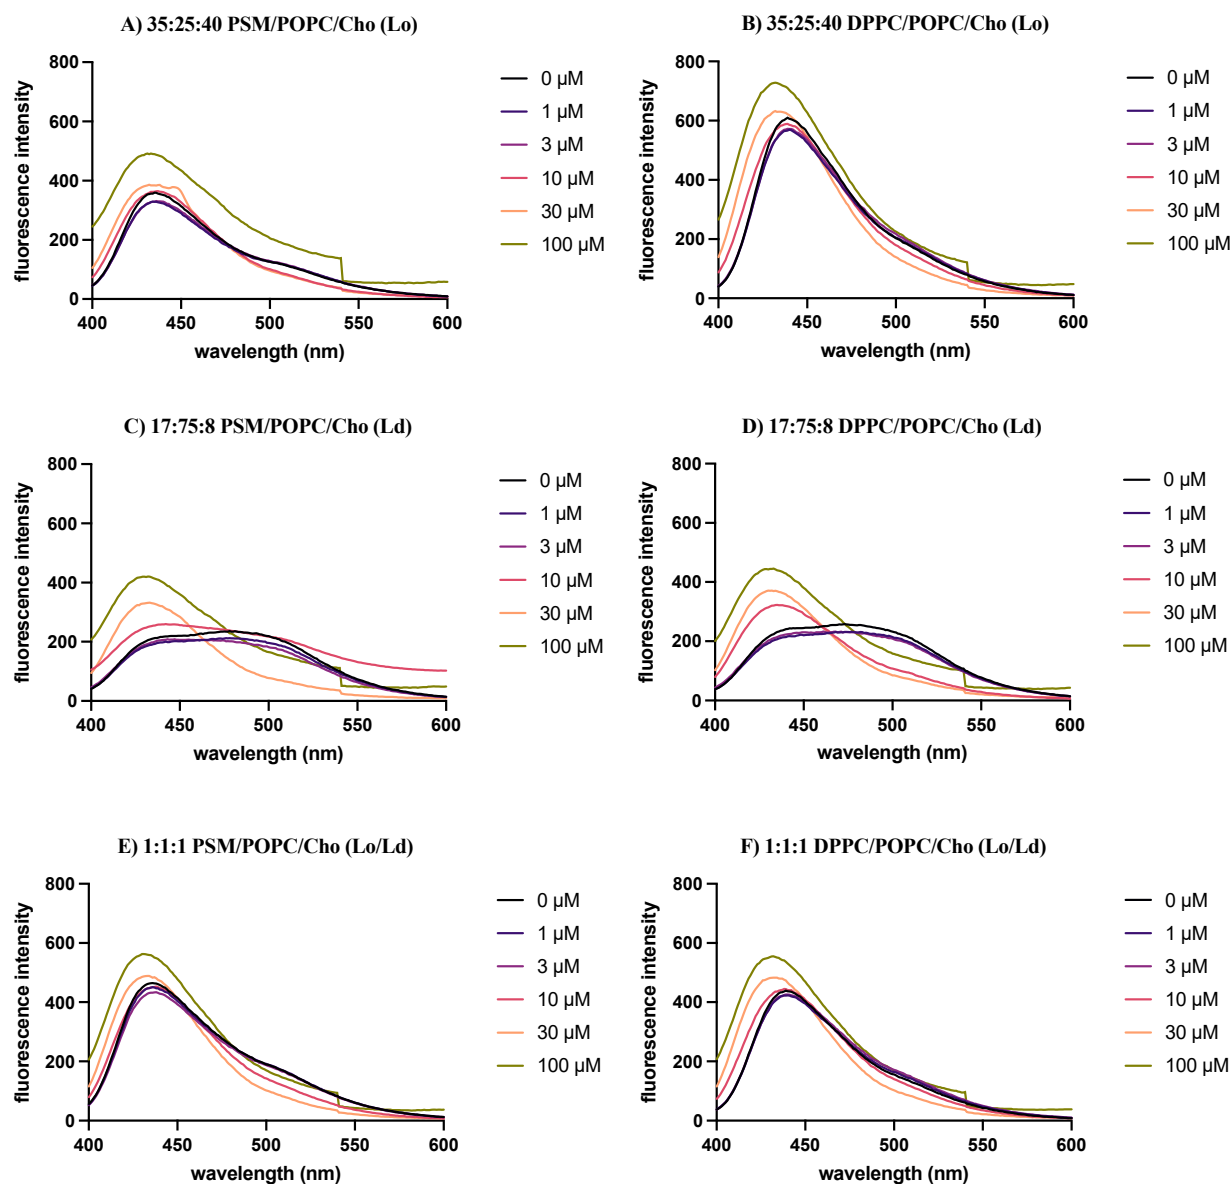 A) 35:25:40 PSM/POPC/Cho (Lo)
fluorescence intensity
800
600
400
200
0
400
450
500
550
600
wavelength (nm)
0 µM
1 µM
3 µM
10 µM
30 µM
100 µM
B) 35:25:40 DPPC/POPC/Cho (Lo)
fluorescence intensity
800
600
400
200
0
400
450
500
550
600
wavelength (nm)
0 µM
1 µM
3 µM
10 µM
30 µM
100 µM
C) 17:75:8 PSM/POPC/Cho (Ld)
fluorescence intensity
800
600
400
200
0
400
450
500
550
600
wavelength (nm)
0 µM
1 µM
3 µM
10 µM
30 µM
100 µM
D) 17:75:8 DPPC/POPC/Cho (Ld)
fluorescence intensity
800
600
400
200
0
400
450
500
550
600
wavelength (nm)
0 µM
1 µM
3 µM
10 µM
30 µM
100 µM
E) 1:1:1 PSM/POPC/Cho (Lo/Ld)
fluorescence intensity
800
600
400
200
0
400
450
500
550
600
wavelength (nm)
0 µM
1 µM
3 µM
10 µM
30 µM
100 µM
F) 1:1:1 DPPC/POPC/Cho (Lo/Ld)
fluorescence intensity
800
600
400
200
0
400
450
500
550
600
wavelength (nm)
0 µM
1 µM
3 µM
10 µM
30 µM
100 µM